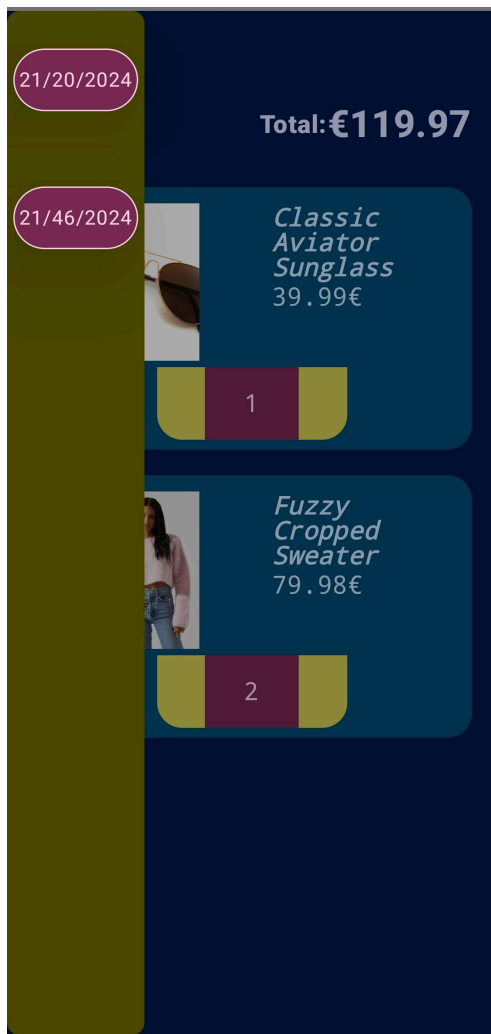 21/20/2024
Total:€119.97
21/46/2024
Classic
Aviator
Sunglass
39.99€
1
Fuzzy
Cropped
Sweater
79.98€
2